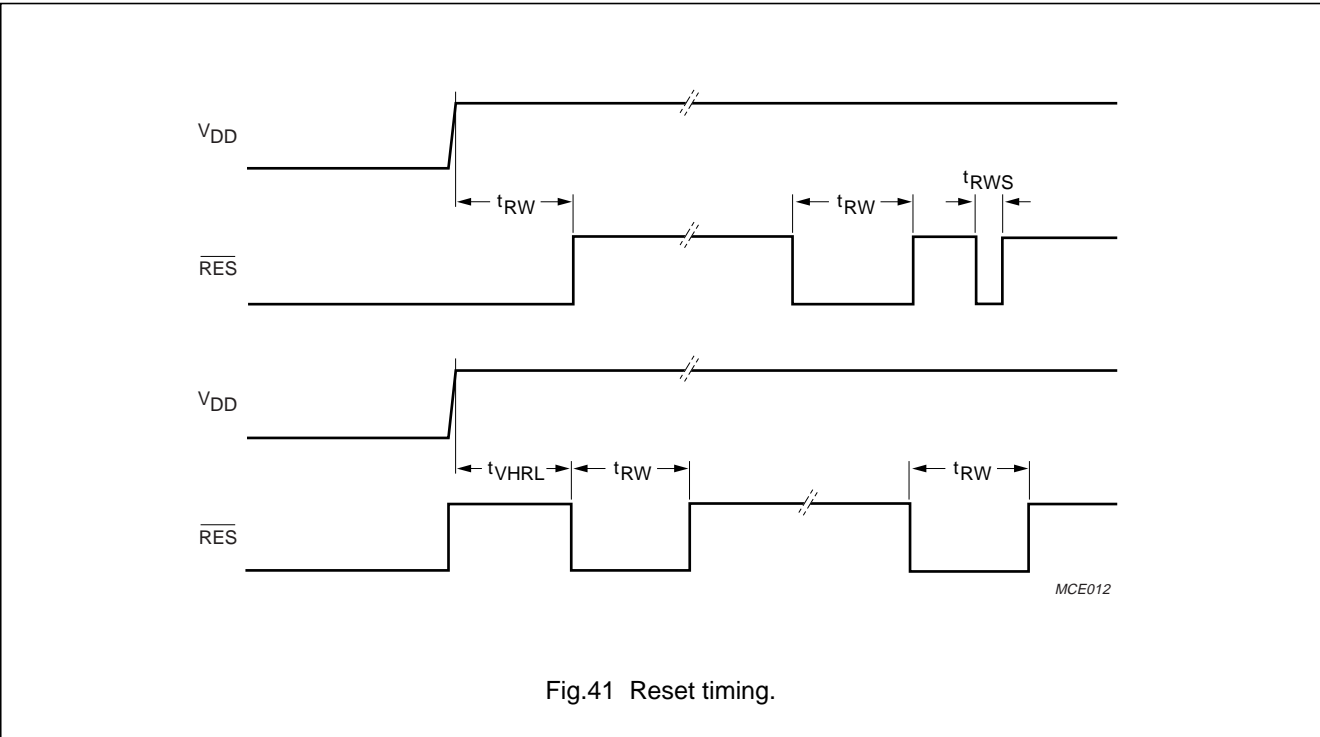 VDD
tRW
tRW
tRWS
RES
VDD
tVHRL
tRW
tRW
RES
MCE012
Fig.41 Reset timing.